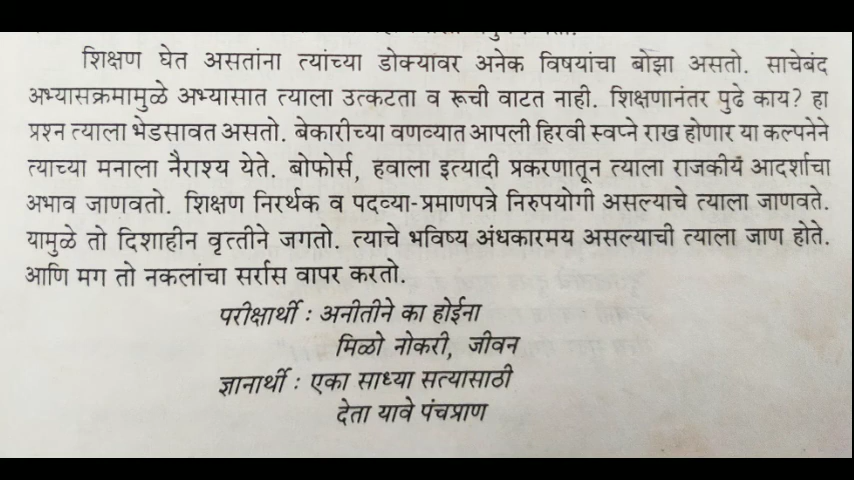 शिक्षण घेत असतांना त्यांच्या डोक्यावर अनेक विषयांचा बोझा असतो. साचेबंद
अभ्यासक्रमामुळे अभ्यासात त्याला उत्कटता व रूची वाटत नाही. शिक्षणानंतर पुढे काय? हा
प्रश्न त्याला भेडसावत असतो. बेकारीच्या वणव्यात आपली हिरवी स्वप्ने राख होणार या कल्पनेने
त्याच्या मनाला नैराश्य येते. बोफोर्स, हवाला इत्यादी प्रकरणातून त्याला राजकीय आदर्शाचा
अभाव जाणवतो. शिक्षण निरर्थक व पदव्या-प्रमाणपत्रे निरुपयोगी असल्याचे त्याला जाणवते.
यामुळे तो दिशाहीन वृत्तीने जगतो. त्याचे भविष्य अंधकारमय असल्याची त्याला जाण होते.
आणि मग तो नकलांचा सर्रास वापर करतो.
परीक्षार्थी : अनीतीने का होईना
मिळो नोकरी, जीवन
ज्ञानार्थी : एका साध्या सत्यासाठी
देता यावे पंचप्राण